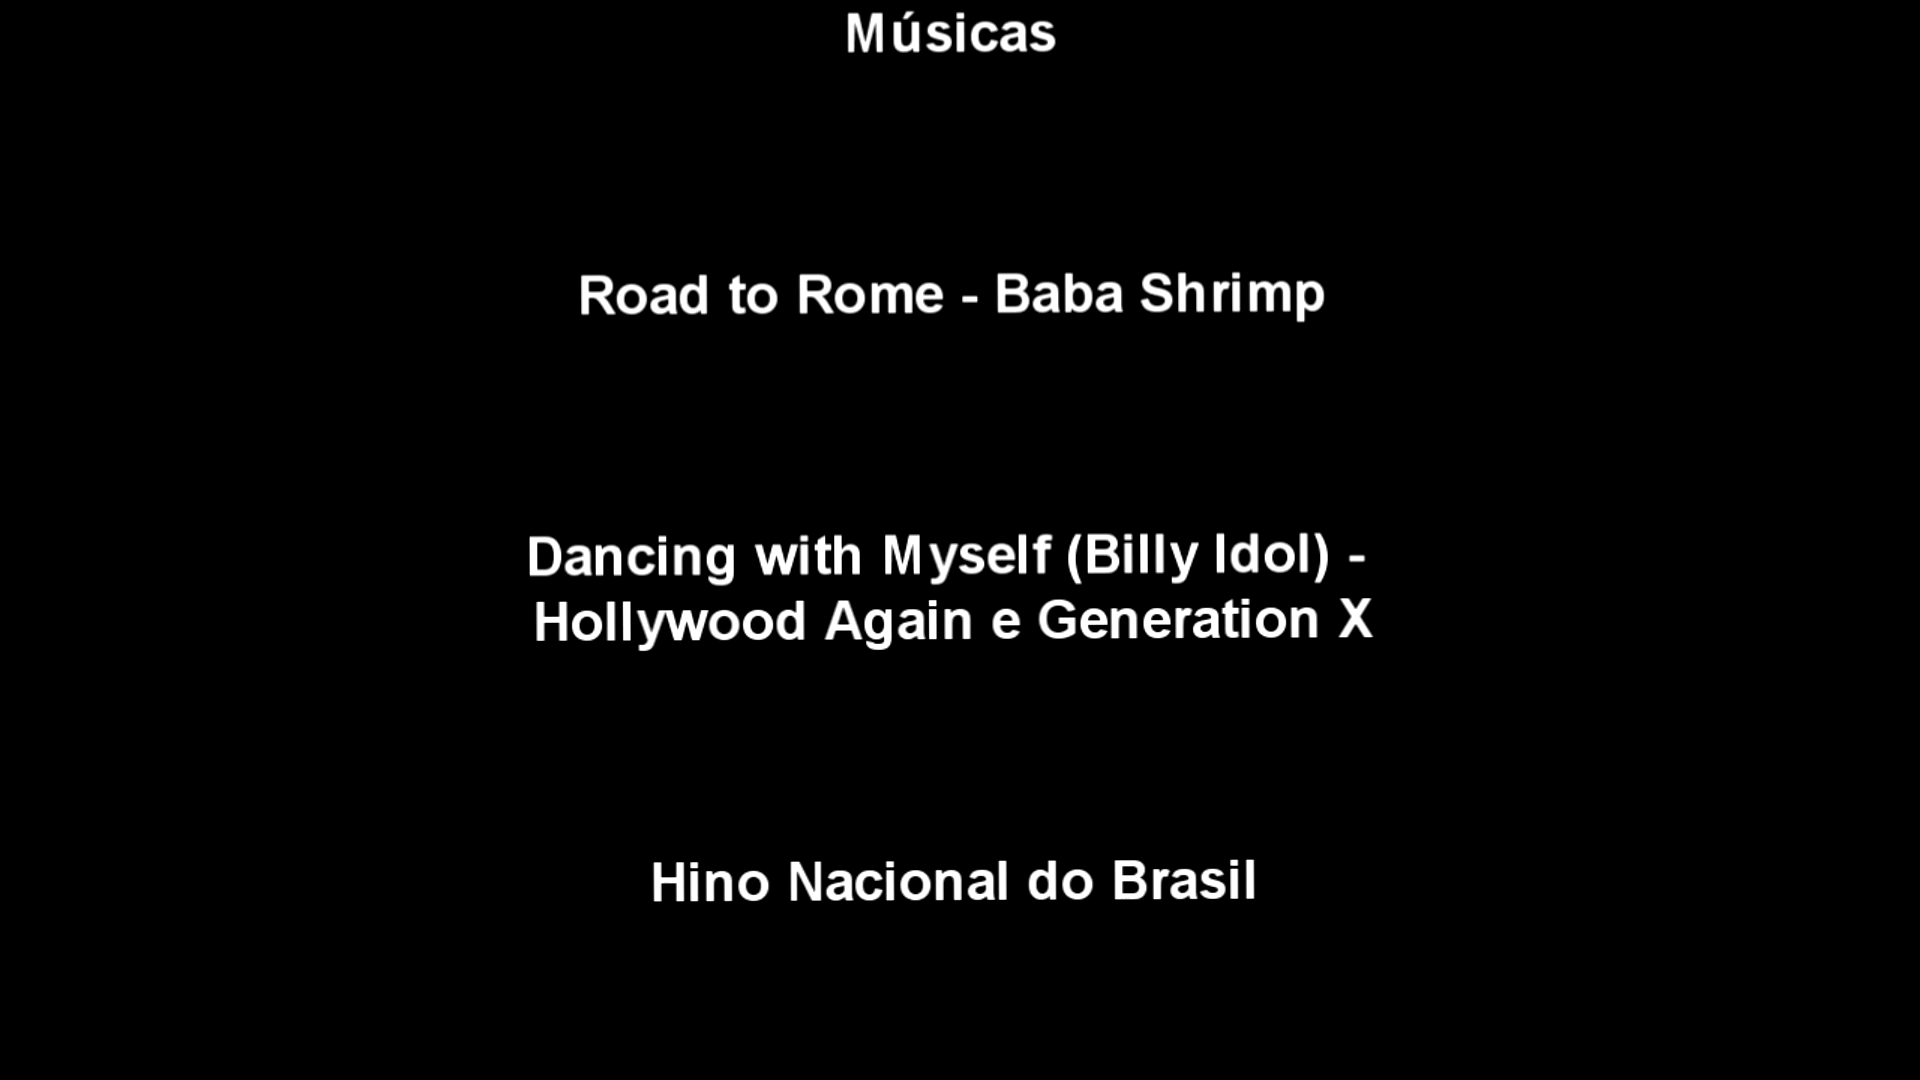 Músicas
Road to Rome - Baba Shrimp
Dancing with Myself (Billy Idol) -
Hollywood Again e Generation X
Hino Nacional do Brasil